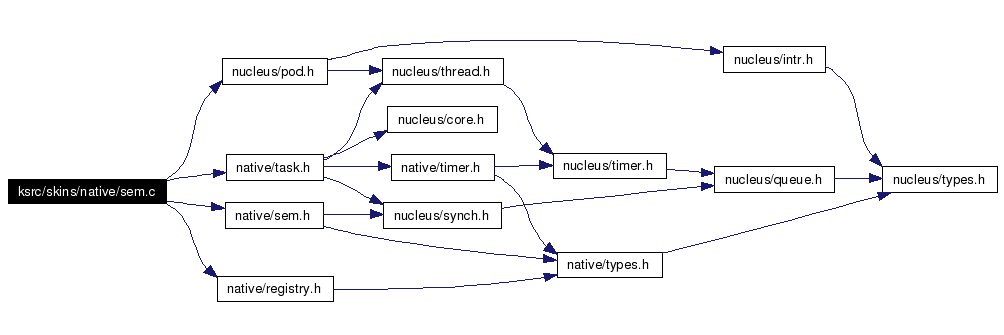 ksrc/skins/native/sem.c
nucleus/pod.h
native/task.h
native/sem.h
native/registry.h
nucleus/thread.h
nucleus/core.h
native/timer.h
nucleus/synch.h
nucleus/timer.h
native/types.h
nucleus/intr.h
nucleus/queue.h
nucleus/types.h